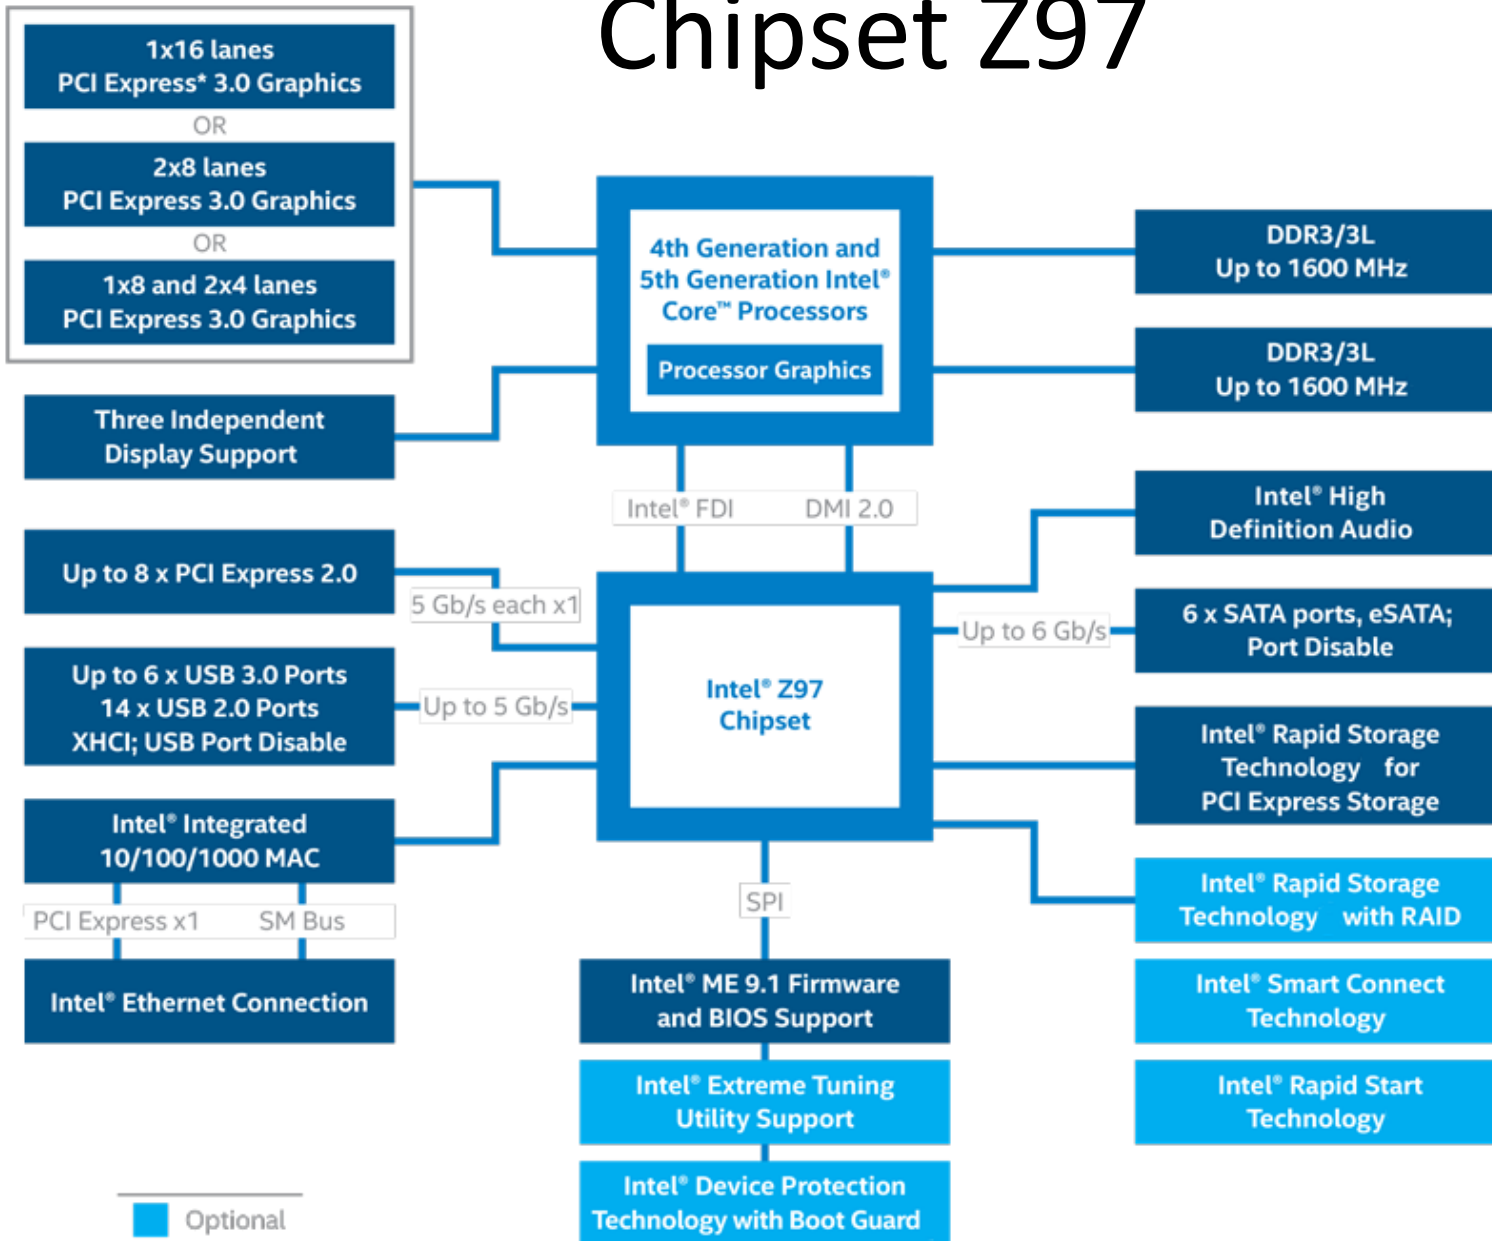 Chipset Z97
1x16 lanes
PCI Express* 3.0 Graphics
OR
2x8 lanes
PCI Express 3.0 Graphics
OR
1x8 and 2x4 lanes
PCI Express 3.0 Graphics
Three Independent
Display Support
4th Generation and
5th Generation Intel®
Core™ Processors
Processor Graphics
DDR3/3L
Up to 1600 MHz
DDR3/3L
Up to 1600 MHz
Intel® FDI
DMI 2.0
Up to 8 x PCI Express 2.0
5 Gb/s each x1
Up to 6 x USB 3.0 Ports
14 x USB 2.0 Ports
XHCI; USB Port Disable
Up to 5 Gb/s
Intel® Integrated
10/100/1000 MAC
PCI Express x1
SM Bus
Intel® Ethernet Connection
Intel® Z97
Chipset
Intel® High
Definition Audio
Up to 6 Gb/s
6 x SATA ports, eSATA;
Port Disable
Intel® Rapid Storage
Technology for
PCI Express Storage
Intel® Rapid Storage
Technology with RAID
Intel® Smart Connect
Technology
Intel® Rapid Start
Technology
SPI
Intel® ME 9.1 Firmware
and BIOS Support
Intel® Extreme Tuning
Utility Support
Intel® Device Protection
Technology with Boot Guard
Optional